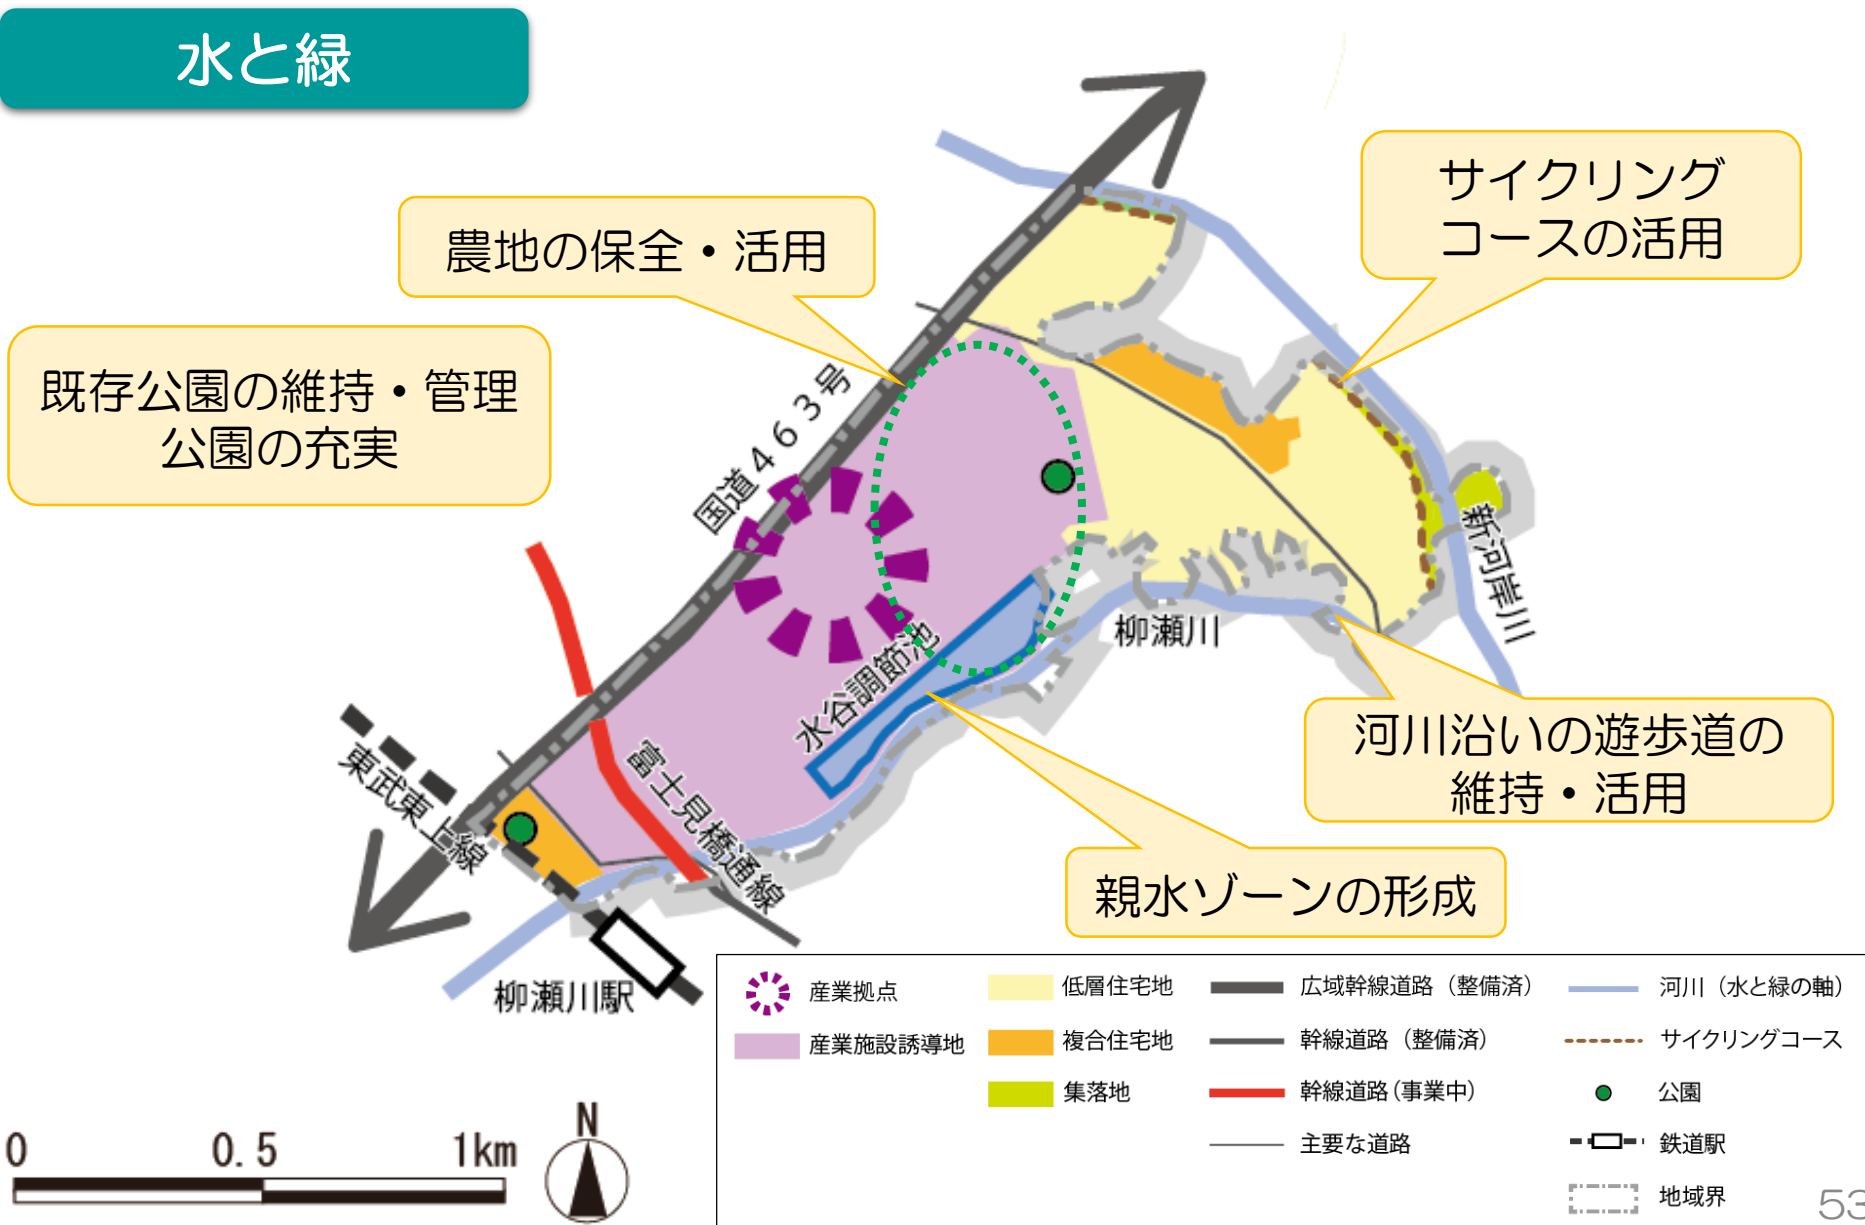 水と緑
農地の保全・活用
サイクリング
コースの活用
既存公園の維持・管理
公園の充実
国道４６３号
新河岸川
柳瀬川
水谷調節池
河川沿いの遊歩道の
維持・活用
東武東上線
富士見橋通線
親水ゾーンの形成
柳瀬川駅
産業拠点
産業施設誘導地
低層住宅地
複合住宅地
集落地
広域幹線道路（整備済）
幹線道路（整備済）
幹線道路（事業中）
主要な道路
河川（水と緑の軸）
サイクリングコース
公園
鉄道駅
地域界
0 0.5 1km
N
53